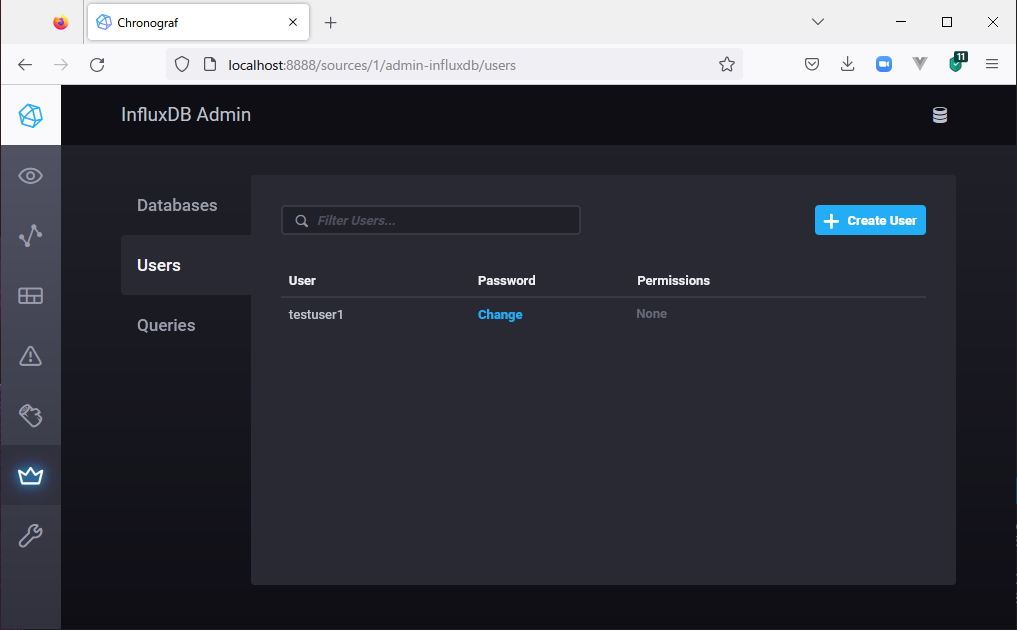 Chronograf
localhost:8888/sources/1/admin-influxdb/users
11
InfluxDB Admin
Databases
Users
Queries
Filter Users...
Create User
User Password Permissions
testuser1 Change None